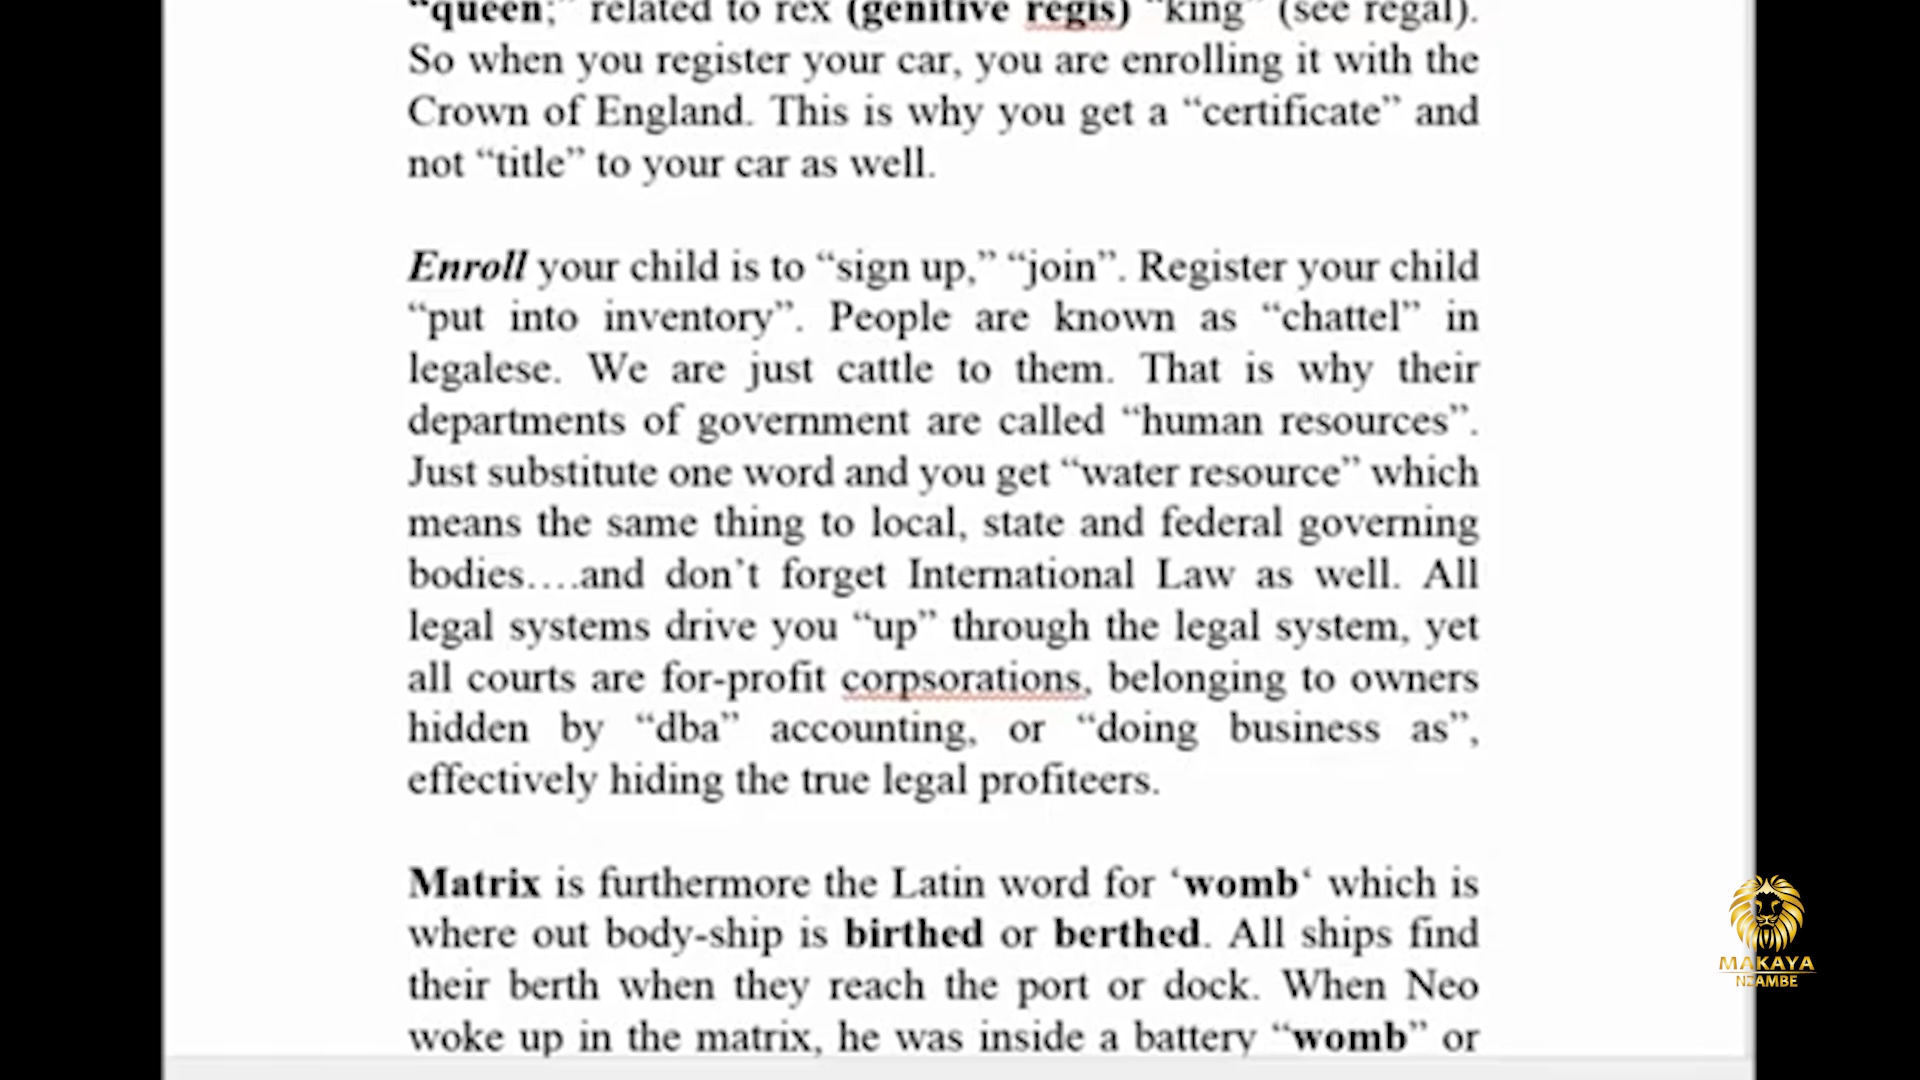 “queen;” related to rex (genitive regis) “king” (see regal).
So when you register your car, you are enrolling it with the
Crown of England. This is why you get a “certificate” and
not “title” to your car as well.
Enroll your child is to “sign up,” “join”. Register your child
“put into inventory”. People are known as “chattel” in
legalese. We are just cattle to them. That is why their
departments of government are called “human resources”.
Just substitute one word and you get “water resource” which
means the same thing to local, state and federal governing
bodies….and don’t forget International Law as well. All
legal systems drive you “up” through the legal system, yet
all courts are for-profit corpsorations, belonging to owners
hidden by “dba” accounting, or “doing business as”,
effectively hiding the true legal profiteers.
Matrix is furthermore the Latin word for ‘womb‘ which is
where out body-ship is birthed or berthed. All ships find
their berth when they reach the port or dock. When Neo
woke up in the matrix, he was inside a battery “womb” or
MAKAYA
NZAMBE